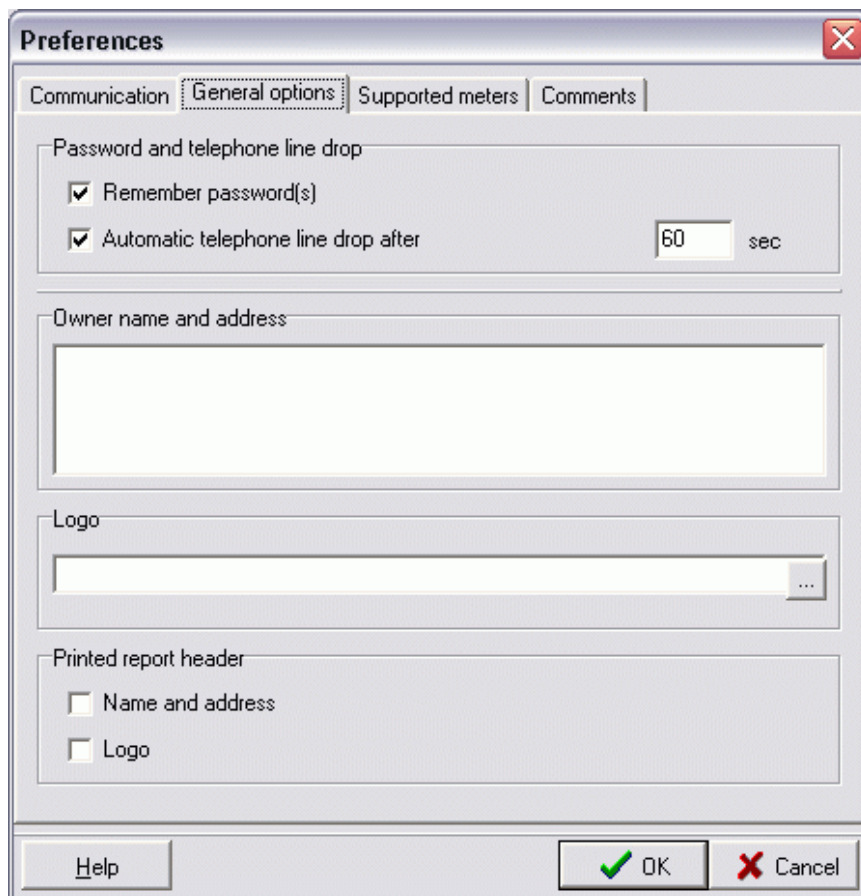 Preferences
Communication General options Supported meters Comments
Password and telephone line drop
Remember password(s)
Automatic telephone line drop after 60 sec
Owner name and address
Logo
...
Printed report header
Name and address
Logo
Help OK Cancel